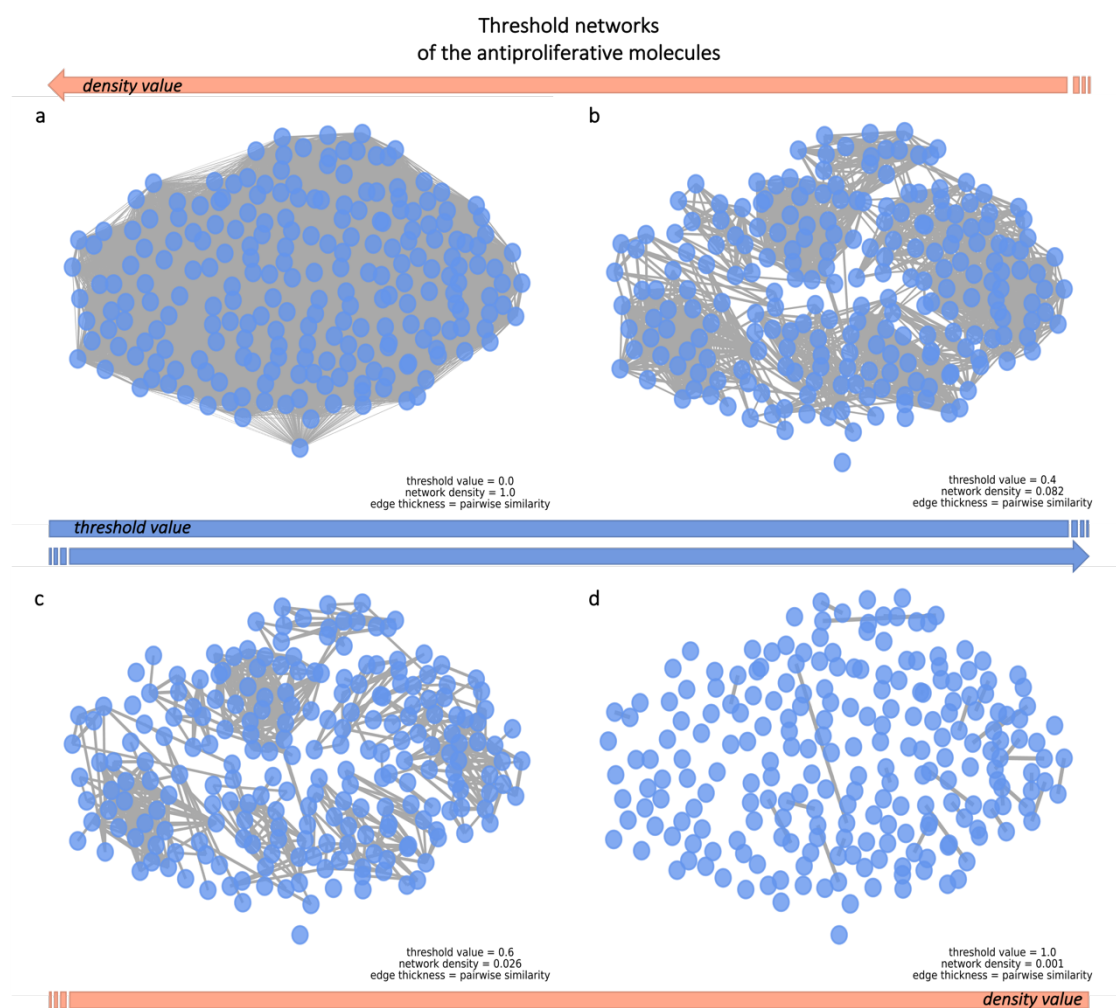 Threshold networks
of the antiproliferative molecules
density value
a
b
threshold value = 0.0
network density = 1.0
edge thickness = pairwise similarity
threshold value = 0.4
network density = 0.082
edge thickness = pairwise similarity
threshold value
c
d
threshold value = 0.6
network density = 0.026
edge thickness = pairwise similarity
threshold value = 1.0
network density = 0.001
edge thickness = pairwise similarity
density value